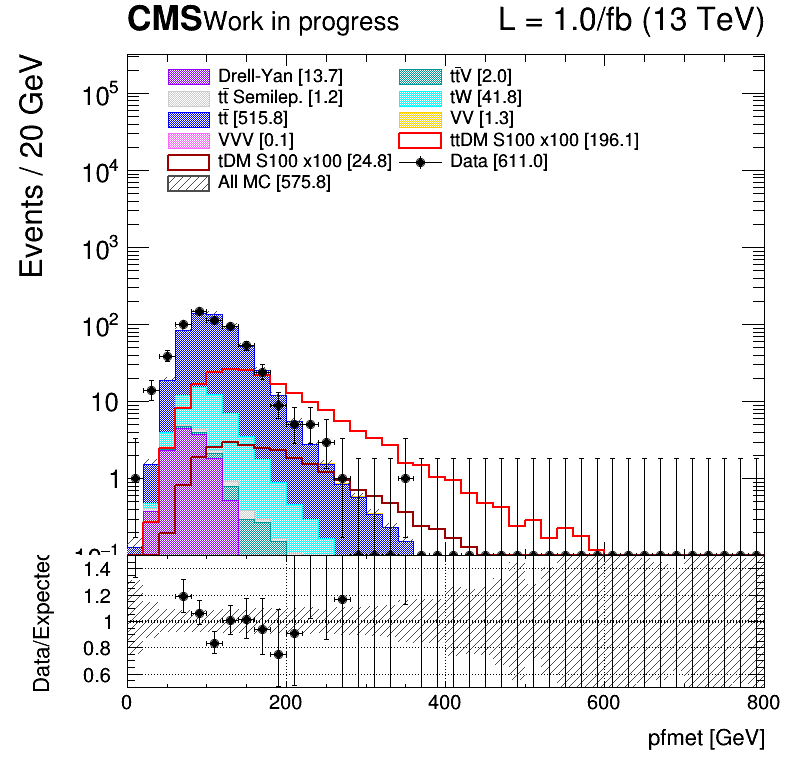 CMS Work in progress L = 1.0/fb (13 TeV)
Events / 20 GeV
Drell-Yan [13.7] tt̄V [2.0]
tt̄ Semilep. [1.2] tW [41.8]
tt̄ [515.8] VV [1.3]
VVV [0.1] ttDM S100 x100 [196.1]
tDM S100 x100 [24.8] Data [611.0]
All MC [575.8]
10⁵
10⁴
10³
10²
10
1
10⁻¹
Data/Expected
1.4
1.2
1
0.8
0.6
0 200 400 600 800
pfmet [GeV]